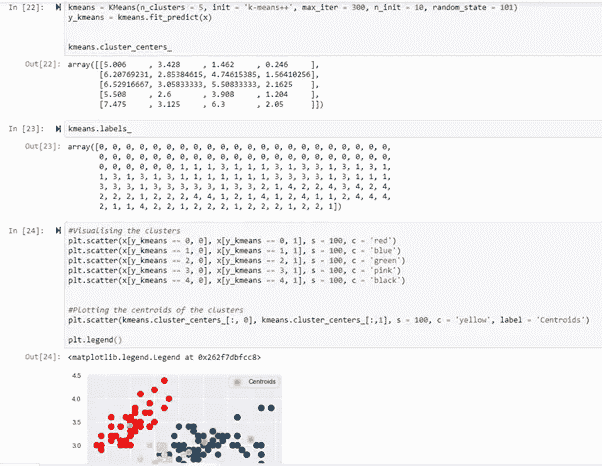 In [22]: kmeans = KMeans(n_clusters = 5, init = 'k-means++', max_iter = 300, n_init = 10, random_state = 101)
y_kmeans = kmeans.fit_predict(x)
kmeans.cluster_centers_
Out[22]: array([[5.006 , 3.428 , 1.462 , 0.246 ],
[6.20769231, 2.85384615, 4.74615385, 1.56410256],
[6.52916667, 3.05833333, 5.50833333, 2.1625 ],
[5.508 , 2.6 , 3.908 , 1.204 ],
[7.475 , 3.125 , 6.3 , 2.05 ]])
In [23]: kmeans.labels_
Out[23]: array([0, 0, 0, 0, 0, 0, 0, 0, 0, 0, 0, 0, 0, 0, 0, 0, 0, 0, 0, 0, 0, 0,
0, 0, 0, 0, 0, 0, 0, 0, 0, 0, 0, 0, 0, 0, 0, 0, 0, 0, 0, 0, 0, 0,
0, 0, 0, 0, 0, 0, 1, 1, 1, 3, 1, 1, 1, 3, 1, 3, 3, 1, 3, 1, 3, 1,
1, 3, 1, 3, 1, 3, 1, 1, 1, 1, 1, 1, 1, 3, 3, 3, 3, 1, 3, 1, 1, 1,
3, 3, 3, 1, 3, 3, 3, 3, 3, 1, 3, 3, 2, 1, 4, 2, 2, 4, 3, 4, 2, 4,
2, 2, 2, 1, 2, 2, 2, 4, 4, 1, 2, 1, 4, 1, 2, 4, 1, 1, 2, 4, 4, 4,
2, 1, 1, 4, 2, 2, 1, 2, 2, 2, 1, 2, 2, 2, 1, 2, 2, 1])
In [24]: #Visualising the clusters
plt.scatter(x[y_kmeans == 0, 0], x[y_kmeans == 0, 1], s = 100, c = 'red')
plt.scatter(x[y_kmeans == 1, 0], x[y_kmeans == 1, 1], s = 100, c = 'blue')
plt.scatter(x[y_kmeans == 2, 0], x[y_kmeans == 2, 1], s = 100, c = 'green')
plt.scatter(x[y_kmeans == 3, 0], x[y_kmeans == 3, 1], s = 100, c = 'pink')
plt.scatter(x[y_kmeans == 4, 0], x[y_kmeans == 4, 1], s = 100, c = 'black')
#Plotting the centroids of the clusters
plt.scatter(kmeans.cluster_centers_[:, 0], kmeans.cluster_centers_[:,1], s = 100, c = 'yellow', label = 'Centroids')
plt.legend()
Out[24]: <matplotlib.legend.Legend at 0x262f7dbfcc8>
4.5
Centroids
4.0
3.5
3.0